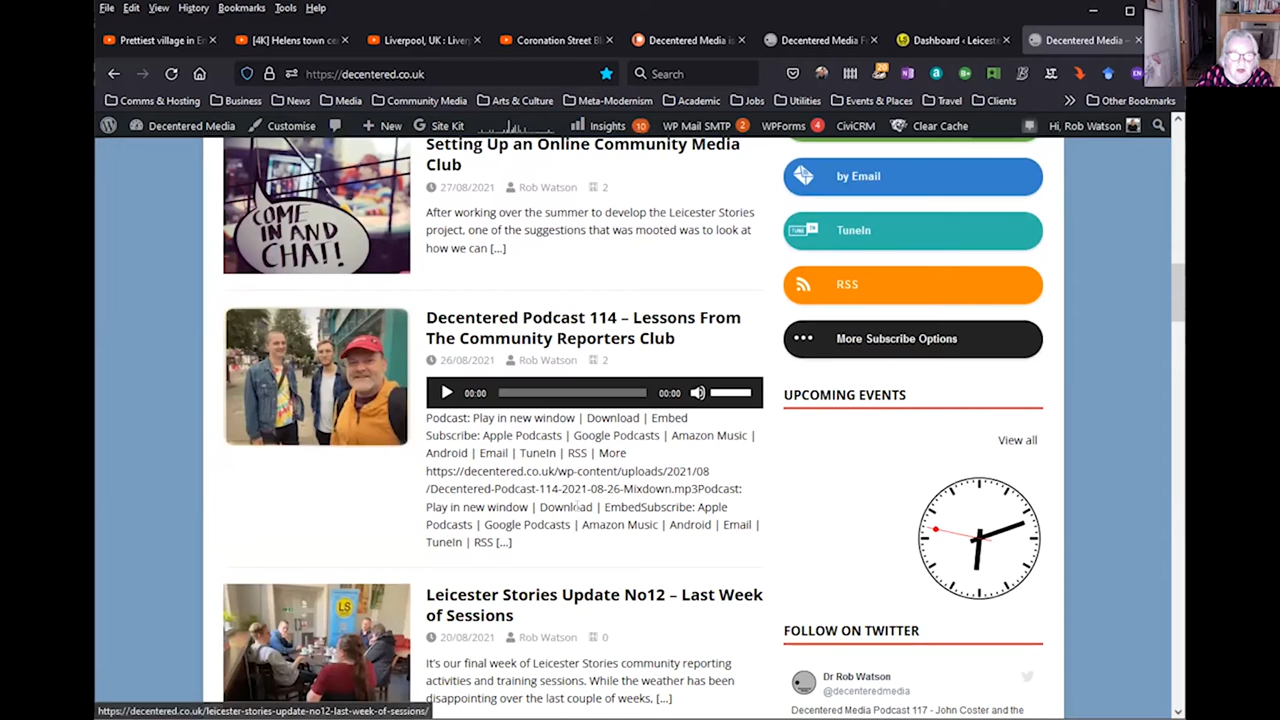 File Edit View History Bookmarks Tools Help
Prettiest village in En
[4K] Helens town ce
Liverpool, UK : Liver
Coronation Street Bl
Decentered Media is
Decentered Media F
Dashboard ‹ Leiceste
Decentered Media –
https://decentered.co.uk
Search
20
Comms & Hosting Business News Media Community Media Arts & Culture Meta-Modernism Academic Jobs Utilities Events & Places Travel Clients Other Bookmarks
Decentered Media Customise New Site Kit Insights 10 WP Mail SMTP 2 WPForms 4 CiviCRM Clear Cache Hi, Rob Watson
Setting Up an Online Community Media
Club
27/08/2021 Rob Watson 2
After working over the summer to develop the Leicester Stories
project, one of the suggestions that was mooted was to look at
how we can [...]
COME
IN AND
CHAT!
Decentered Podcast 114 – Lessons From
The Community Reporters Club
26/08/2021 Rob Watson 2
00:00 00:00
Podcast: Play in new window | Download | Embed
Subscribe: Apple Podcasts | Google Podcasts | Amazon Music |
Android | Email | TuneIn | RSS | More
https://decentered.co.uk/wp-content/uploads/2021/08
/Decentered-Podcast-114-2021-08-26-Mixdown.mp3Podcast:
Play in new window | Download | EmbedSubscribe: Apple
Podcasts | Google Podcasts | Amazon Music | Android | Email |
TuneIn | RSS [...]
Leicester Stories Update No12 – Last Week
of Sessions
20/08/2021 Rob Watson 0
It's our final week of Leicester Stories community reporting
activities and training sessions. While the weather has been
disappointing over the last couple of weeks, [...]
LS
by Email
TUNE IN
TuneIn
RSS
More Subscribe Options
UPCOMING EVENTS
View all
FOLLOW ON TWITTER
Dr Rob Watson
@decenteredmedia
Decentered Media Podcast 117 - John Coster and the
https://decentered.co.uk/leicester-stories-update-no12-last-week-of-sessions/